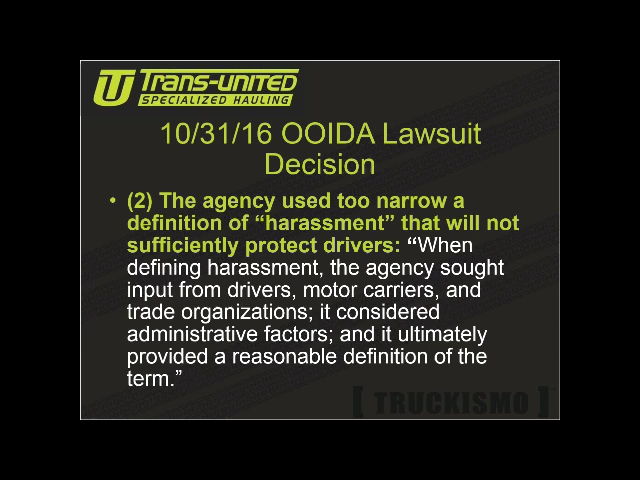 TRANS-UNITED
SPECIALIZED HAULING
10/31/16 OOIDA Lawsuit
Decision
• (2) The agency used too narrow a
definition of “harassment” that will not
sufficiently protect drivers: “When
defining harassment, the agency sought
input from drivers, motor carriers, and
trade organizations; it considered
administrative factors; and it ultimately
provided a reasonable definition of the
term.”
[ TRUCKISMO ]